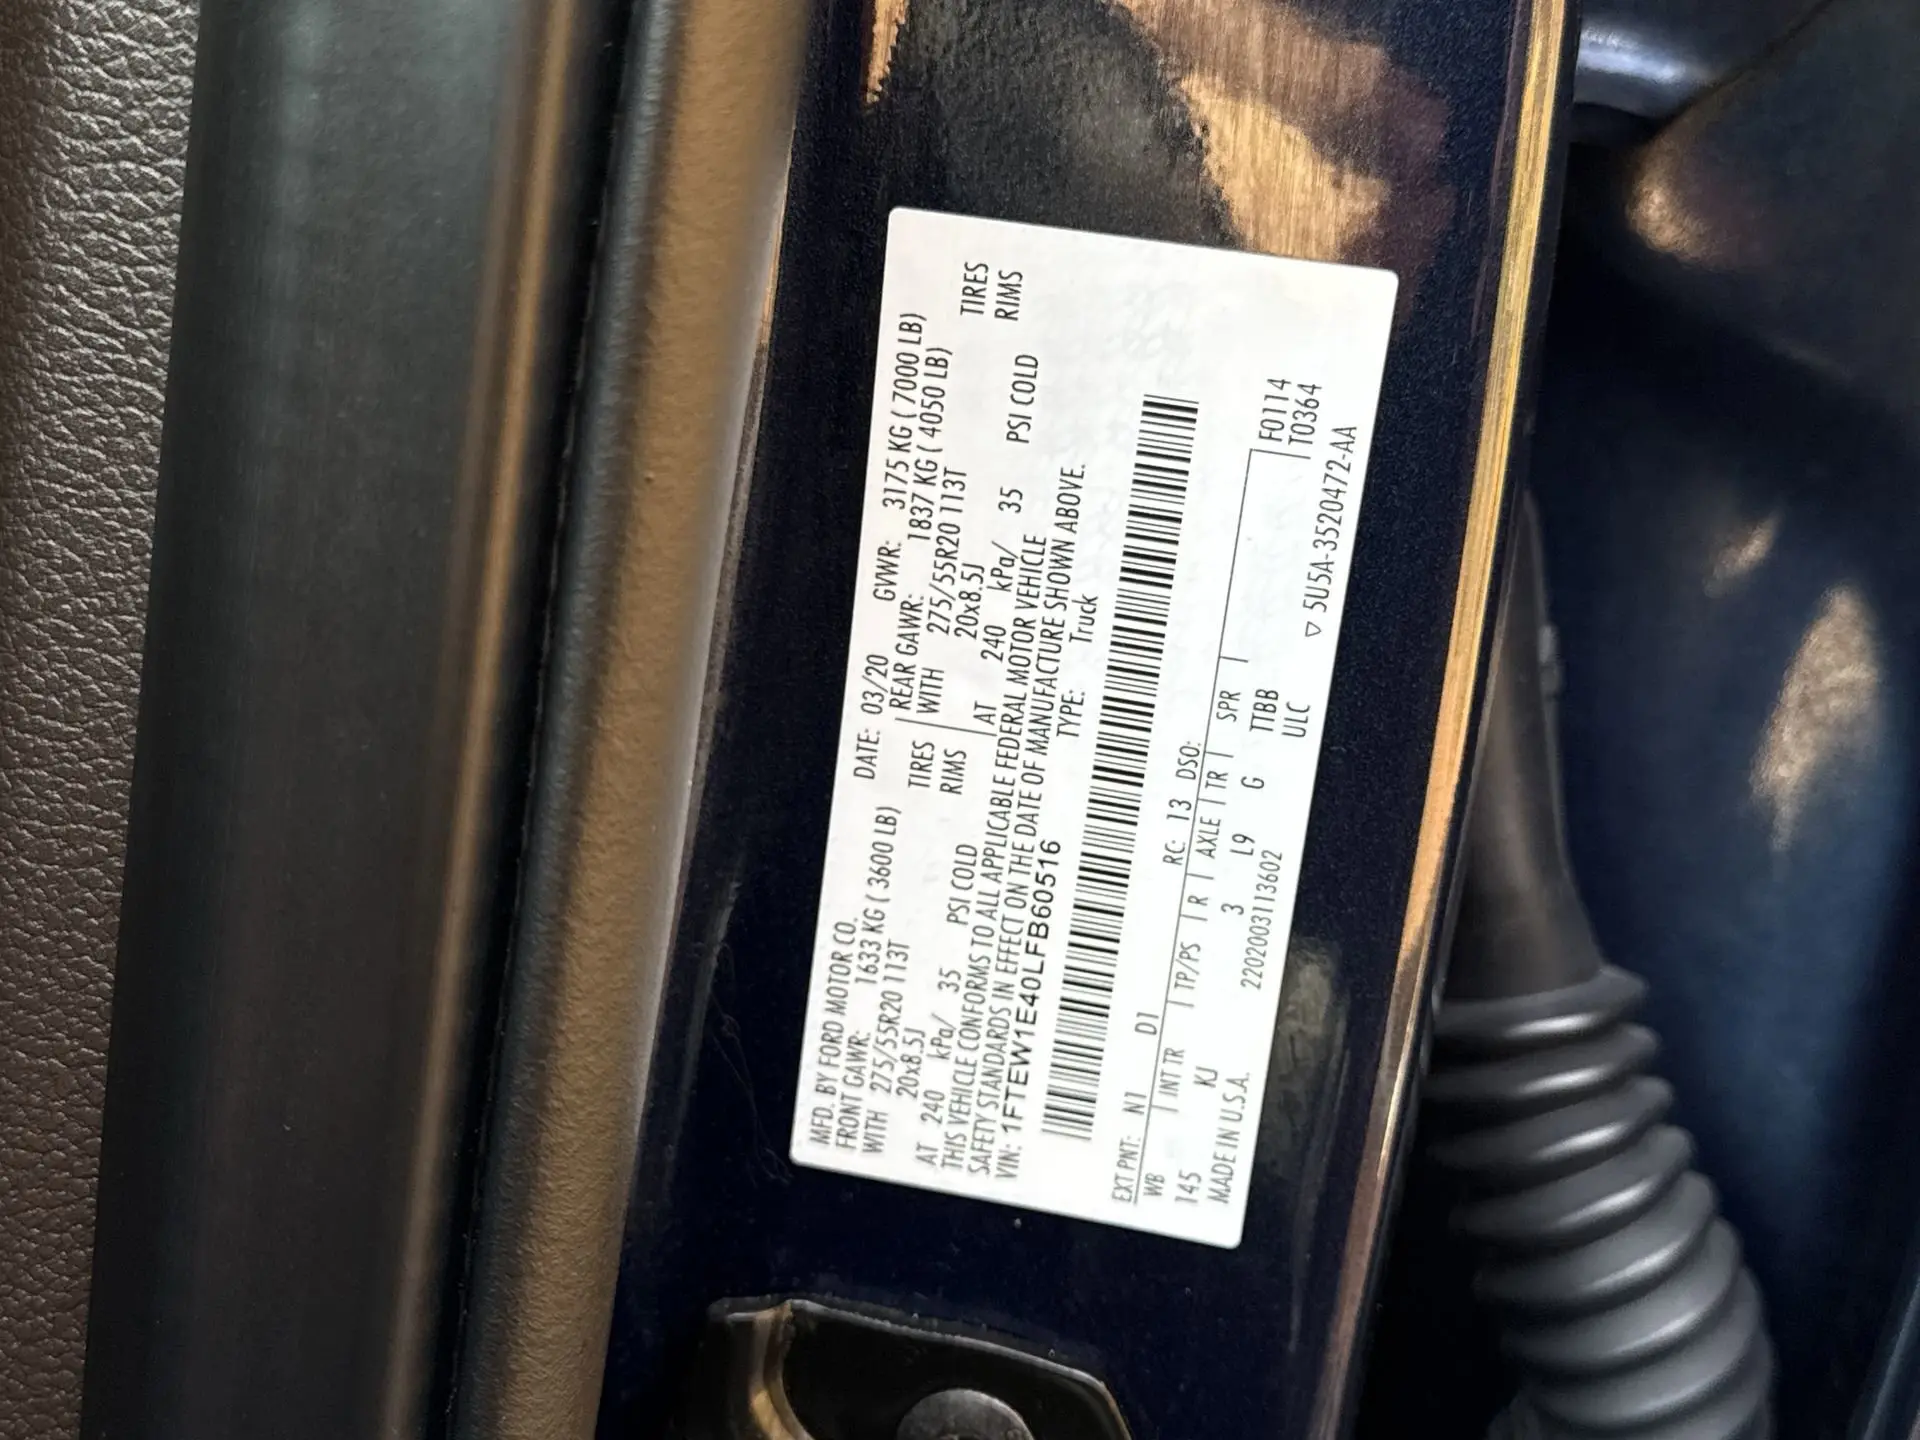 MFD. BY FORD MOTOR CO. DATE: 03/20 GVWR: 3175 KG ( 7000 LB)
FRONT GAWR: 1633 KG ( 3600 LB) REAR GAWR: 1837 KG ( 4050 LB)
WITH 275/55R20 113T TIRES WITH 275/55R20 113T TIRES
20x8.5J RIMS 20x8.5J RIMS
AT 240 kPa/ 35 PSI COLD AT 240 kPa/ 35 PSI COLD
THIS VEHICLE CONFORMS TO ALL APPLICABLE FEDERAL MOTOR VEHICLE
SAFETY STANDARDS IN EFFECT ON THE DATE OF MANUFACTURE SHOWN ABOVE.
VIN: 1FTEW1E40LFB60516 TYPE: Truck
EXT PNT: N1 D1 RC: 13 DSO:
WB INT TR TP/PS R AXLE TR SPR
145 KJ 3 L9 G TTBB F0114
MADE IN U.S.A. 2202003113602 ULC T0364
▽ 5U5A-3520472-AA